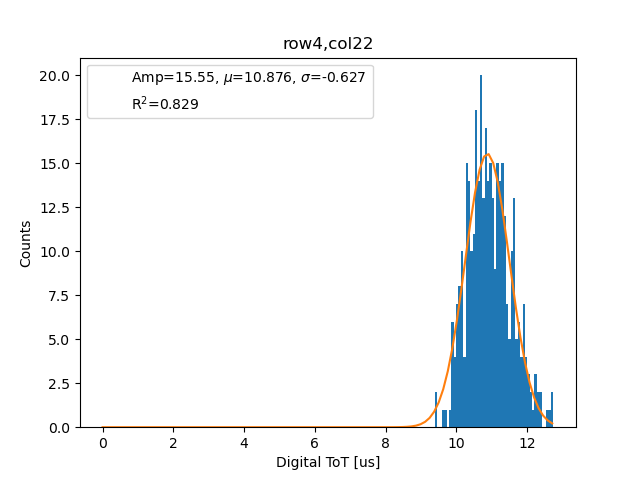 row4,col22
Amp=15.55, μ=10.876, σ=-0.627
R²=0.829
20.0
17.5
15.0
12.5
10.0
7.5
5.0
2.5
0.0
Counts
0 2 4 6 8 10 12
Digital ToT [us]